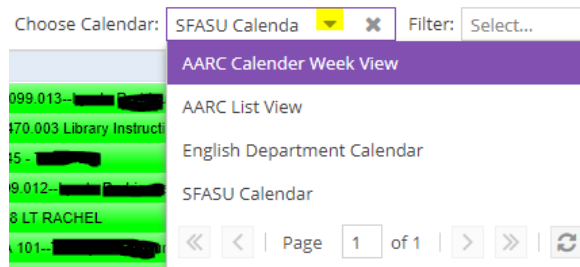 Choose Calendar: SFASU Calenda Filter: Select...
AARC Calender Week View
099.013--
AARC List View
470.003 Library Instructi
English Department Calendar
45 -
99.012--
SFASU Calendar
8 LT RACHEL
101--
Page 1 of 1